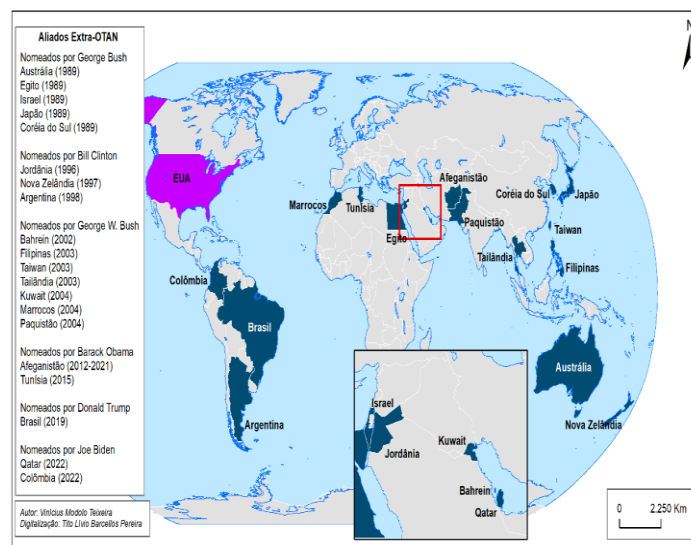 Aliados Extra-OTAN
Nomeados por George Bush
Austrália (1989)
Egito (1989)
Israel (1989)
Japão (1989)
Coréia do Sul (1989)
Nomeados por Bill Clinton
Jordânia (1996)
Nova Zelândia (1997)
Argentina (1998)
Nomeados por George W. Bush
Bahrein (2002)
Filipinas (2003)
Taiwan (2003)
Tailândia (2003)
Kuwait (2004)
Marrocos (2004)
Paquistão (2004)
Nomeados por Barack Obama
Afeganistão (2012-2021)
Tunísia (2015)
Nomeados por Donald Trump
Brasil (2019)
Nomeados por Joe Biden
Qatar (2022)
Colômbia (2022)
Autor: Vinícius Modolo Teixeira
Digitalização: Tito Lívio Barcellos Pereira
EUA
Marrocos
Tunísia
Egito
Afeganistão
Paquistão
Coréia do Sul
Japão
Taiwan
Tailândia
Filipinas
Colômbia
Brasil
Argentina
Austrália
Nova Zelândia
Israel
Jordânia
Kuwait
Bahrein
Qatar
N
0 2.250 Km